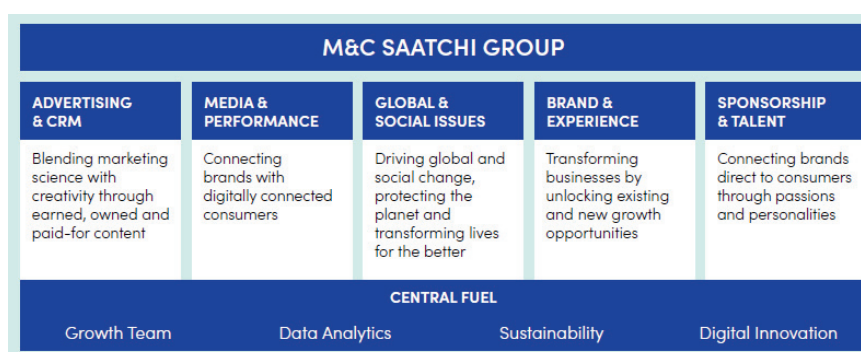 M&C SAATCHI GROUP
ADVERTISING
& CRM
Blending marketing
science with
creativity through
earned, owned and
paid-for content
MEDIA &
PERFORMANCE
Connecting
brands with
digitally connected
consumers
GLOBAL &
SOCIAL ISSUES
Driving global and
social change,
protecting the
planet and
transforming lives
for the better
BRAND &
EXPERIENCE
Transforming
businesses by
unlocking existing
and new growth
opportunities
SPONSORSHIP
& TALENT
Connecting brands
direct to consumers
through passions
and personalities
CENTRAL FUEL
Growth Team
Data Analytics
Sustainability
Digital Innovation